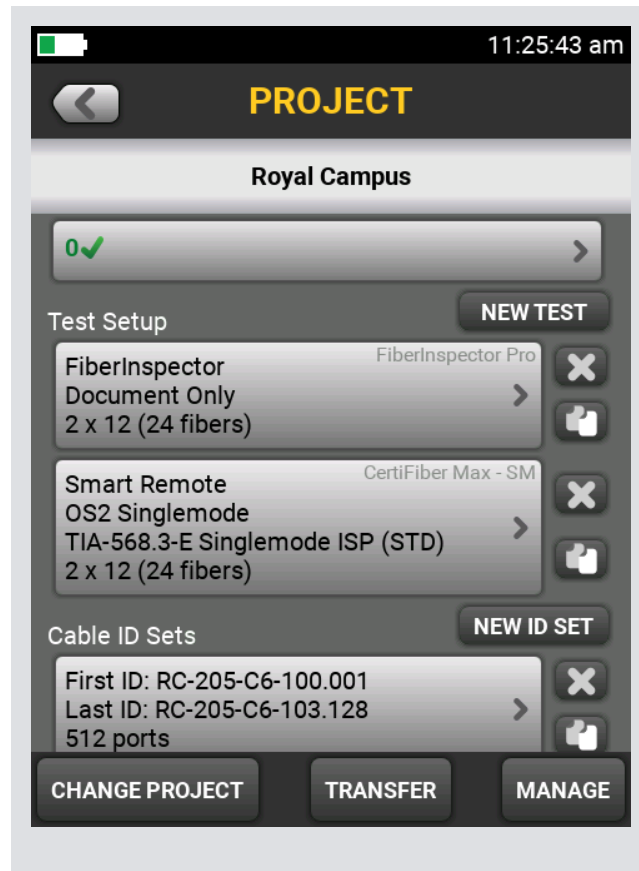 11:25:43 am
PROJECT
Royal Campus
0
NEW TEST
Test Setup
FiberInspector Pro
FiberInspector
Document Only
2 x 12 (24 fibers)
CertiFiber Max - SM
Smart Remote
OS2 Singlemode
TIA-568.3-E Singlemode ISP (STD)
2 x 12 (24 fibers)
NEW ID SET
Cable ID Sets
First ID: RC-205-C6-100.001
Last ID: RC-205-C6-103.128
512 ports
CHANGE PROJECT
TRANSFER
MANAGE